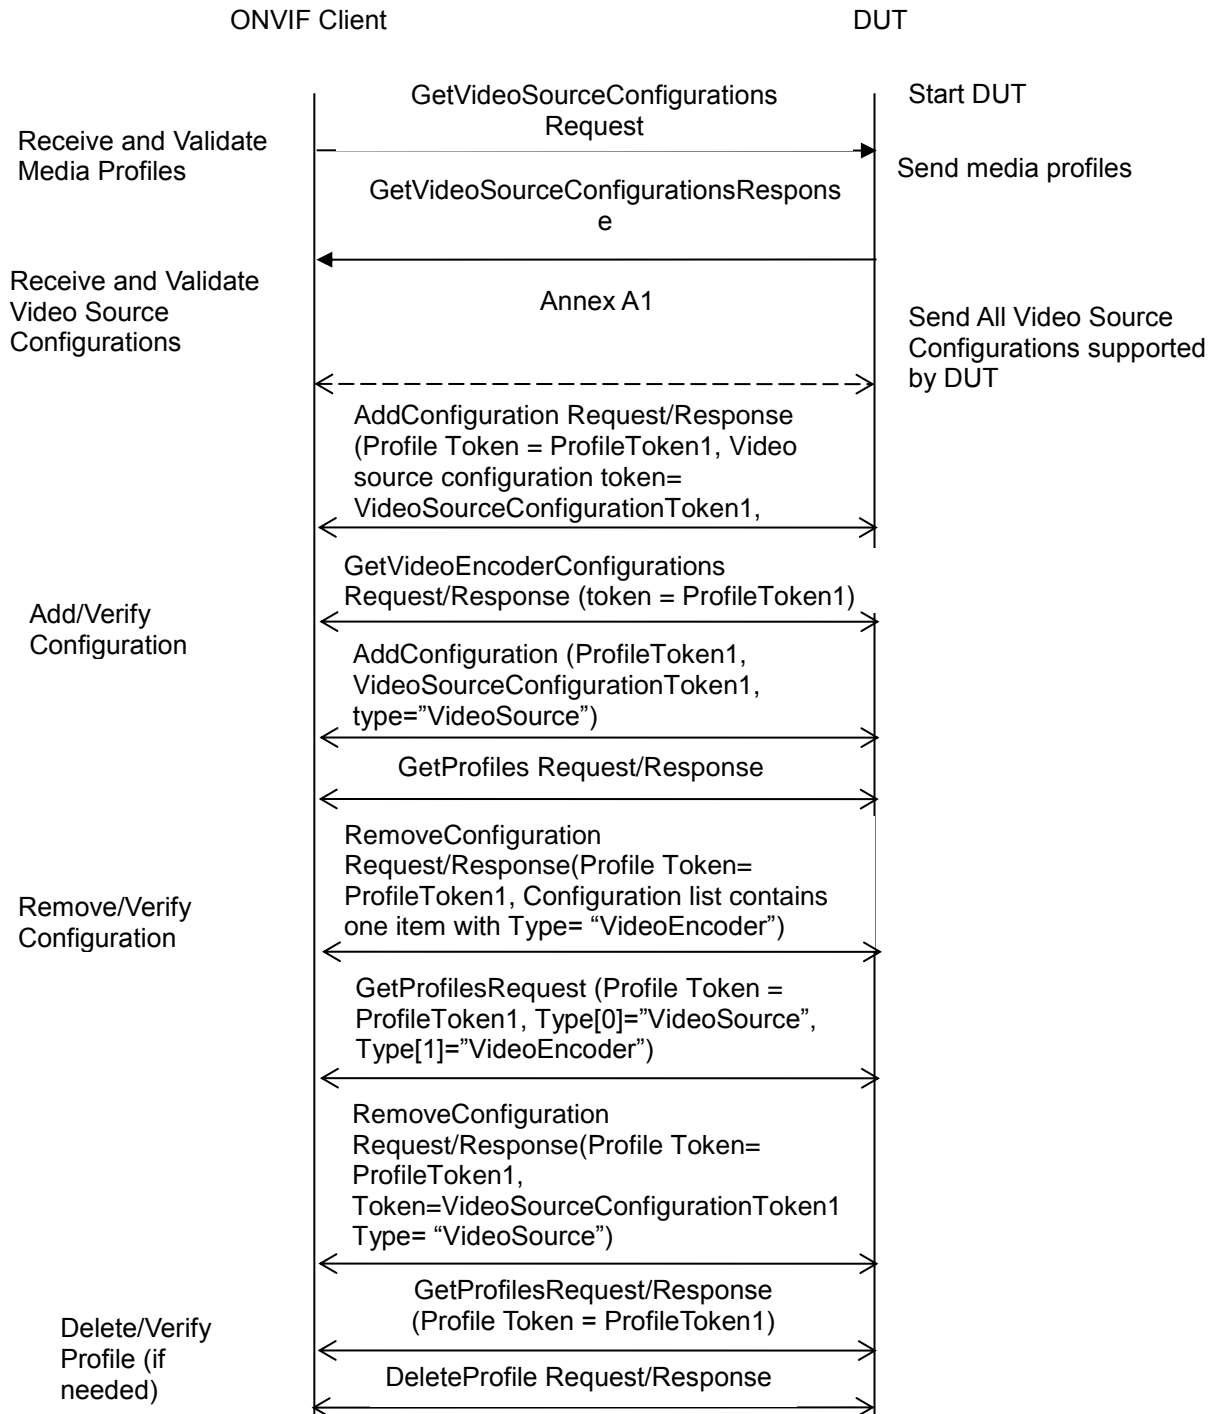 ONVIF Client
DUT
GetVideoSourceConfigurations
Request
Start DUT
Receive and Validate
Media Profiles
Send media profiles
GetVideoSourceConfigurationsRespons
e
Receive and Validate
Video Source
Configurations
Annex A1
Send All Video Source
Configurations supported
by DUT
AddConfiguration Request/Response
(Profile Token = ProfileToken1, Video
source configuration token=
VideoSourceConfigurationToken1,
GetVideoEncoderConfigurations
Request/Response (token = ProfileToken1)
Add/Verify
Configuration
AddConfiguration (ProfileToken1,
VideoSourceConfigurationToken1,
type=”VideoSource”)
GetProfiles Request/Response
RemoveConfiguration
Request/Response(Profile Token=
ProfileToken1, Configuration list contains
one item with Type= “VideoEncoder”)
Remove/Verify
Configuration
GetProfilesRequest (Profile Token =
ProfileToken1, Type[0]=”VideoSource”,
Type[1]=”VideoEncoder”)
RemoveConfiguration
Request/Response(Profile Token=
ProfileToken1,
Token=VideoSourceConfigurationToken1
Type= “VideoSource”)
GetProfilesRequest/Response
(Profile Token = ProfileToken1)
Delete/Verify
Profile (if
needed)
DeleteProfile Request/Response